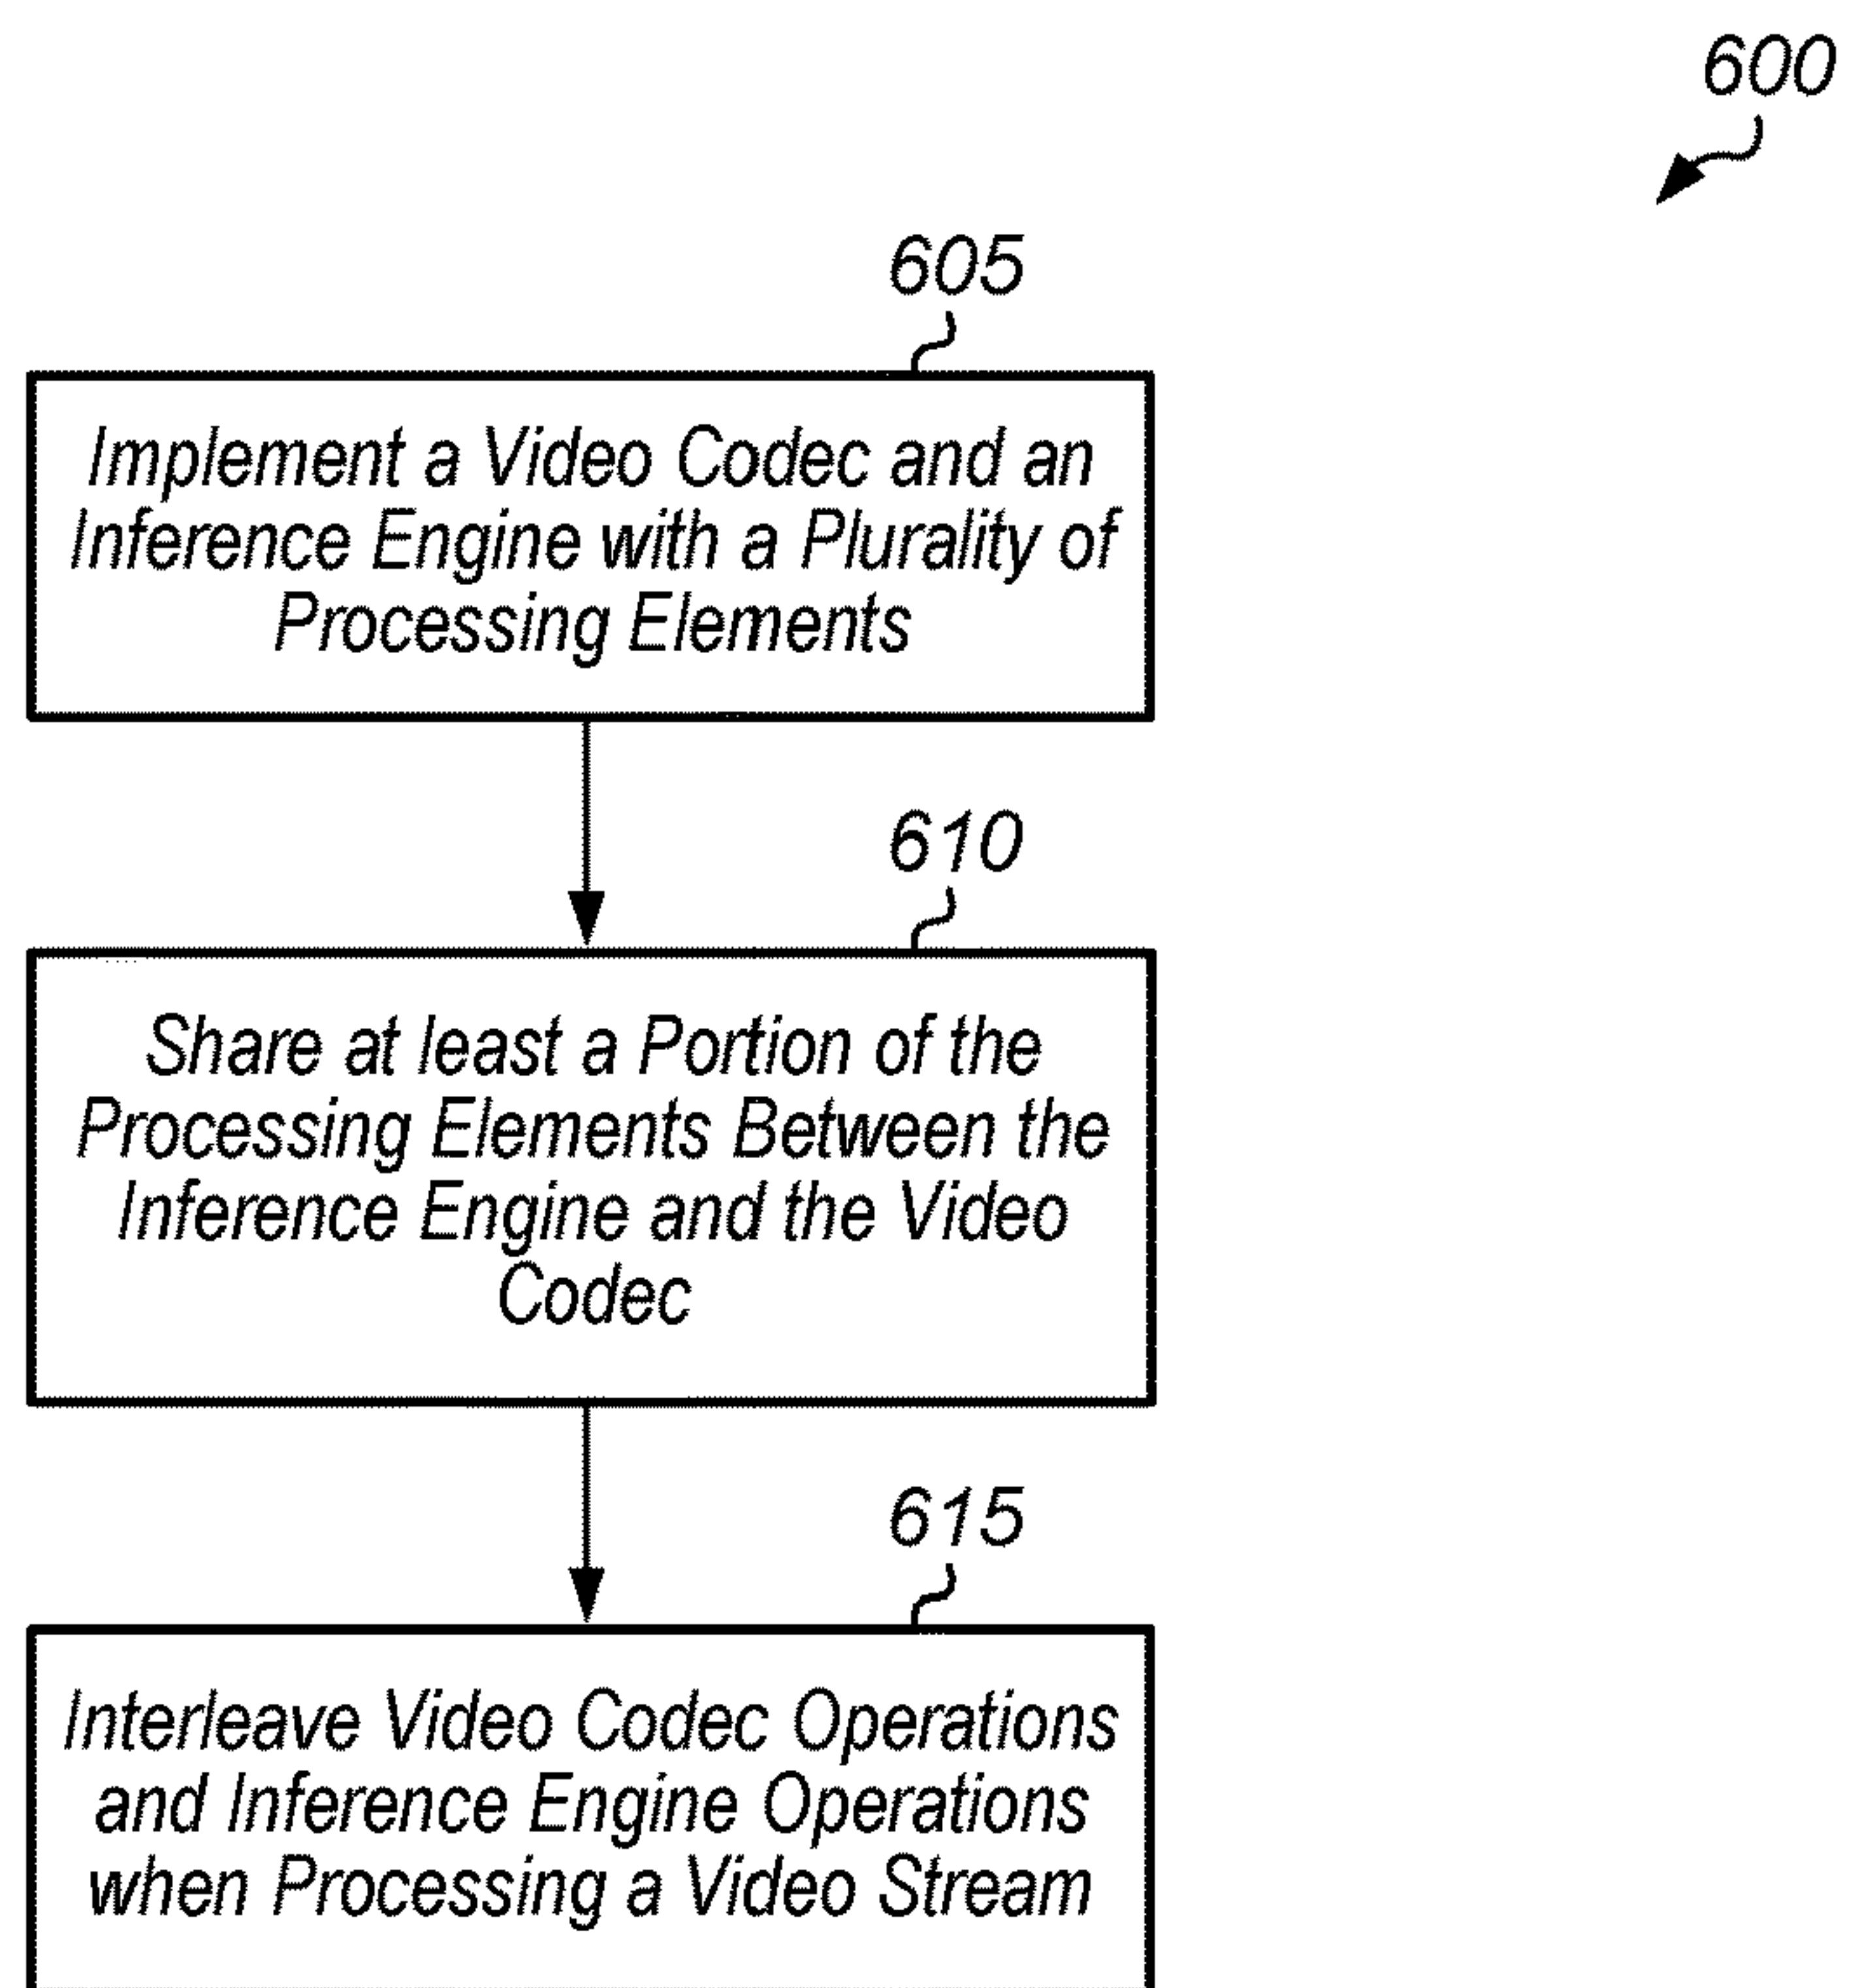 600
605
Implement a Video Codec and an
Inference Engine with a Plurality of
Processing Elements
610
Share at least a Portion of the
Processing Elements Between the
Inference Engine and the Video
Codec
615
Interleave Video Codec Operations
and Inference Engine Operations
when Processing a Video Stream